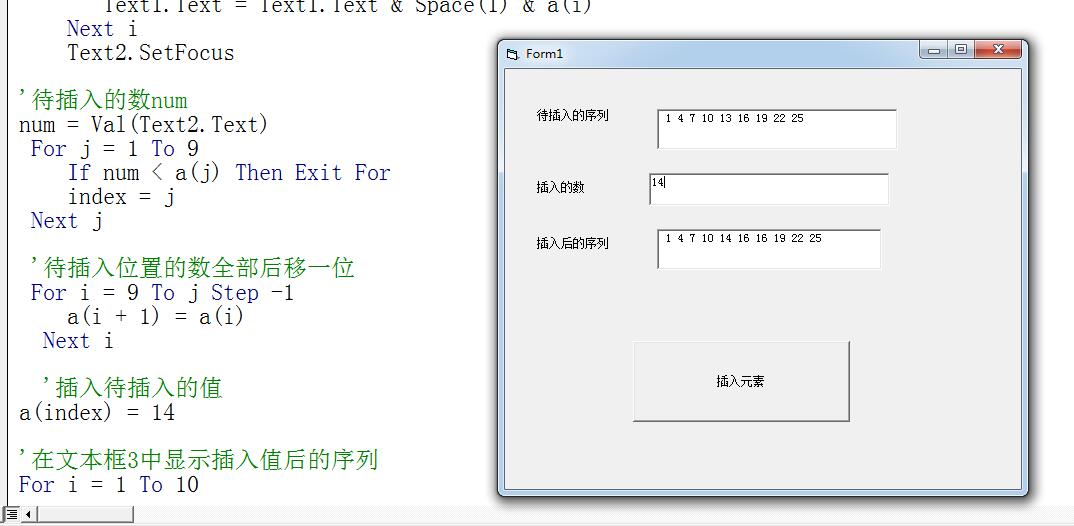 Text1.Text = Text1.Text & Space(1) & a(i)
Next i
Text2.SetFocus
'待插入的数num
num = Val(Text2.Text)
For j = 1 To 9
If num < a(j) Then Exit For
index = j
Next j
'待插入位置的数全部后移一位
For i = 9 To j Step -1
a(i + 1) = a(i)
Next i
'插入待插入的值
a(index) = 14
'在文本框3中显示插入值后的序列
For i = 1 To 10
Form1
待插入的序列
1 4 7 10 13 16 19 22 25
插入的数
14
插入后的序列
1 4 7 10 14 16 16 19 22 25
插入元素